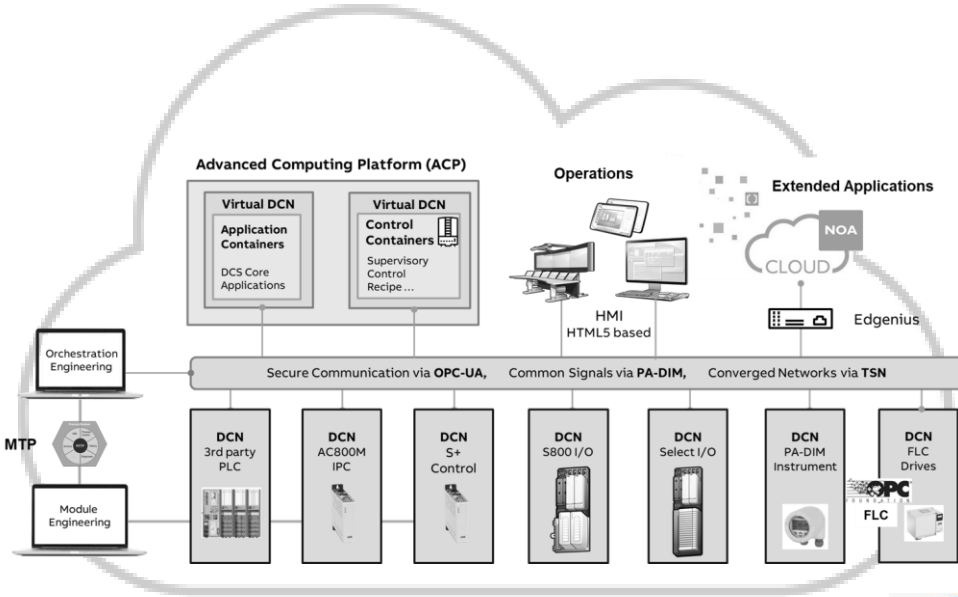 Advanced Computing Platform (ACP)
Virtual DCN
Application
Containers
DCS Core
Applications
Virtual DCN
Control
Containers
Supervisory
Control
Recipe ...
Operations
HMI
HTML5 based
Extended Applications
NOA
CLOUD
Edgenius
Orchestration
Engineering
MTP
Module
Engineering
Secure Communication via OPC-UA, Common Signals via PA-DIM, Converged Networks via TSN
DCN
3rd party
PLC
DCN
AC800M
IPC
DCN
S+
Control
DCN
S800 I/O
DCN
Select I/O
DCN
PA-DIM
Instrument
OPC
FOUNDATION
FLC
DCN
FLC
Drives